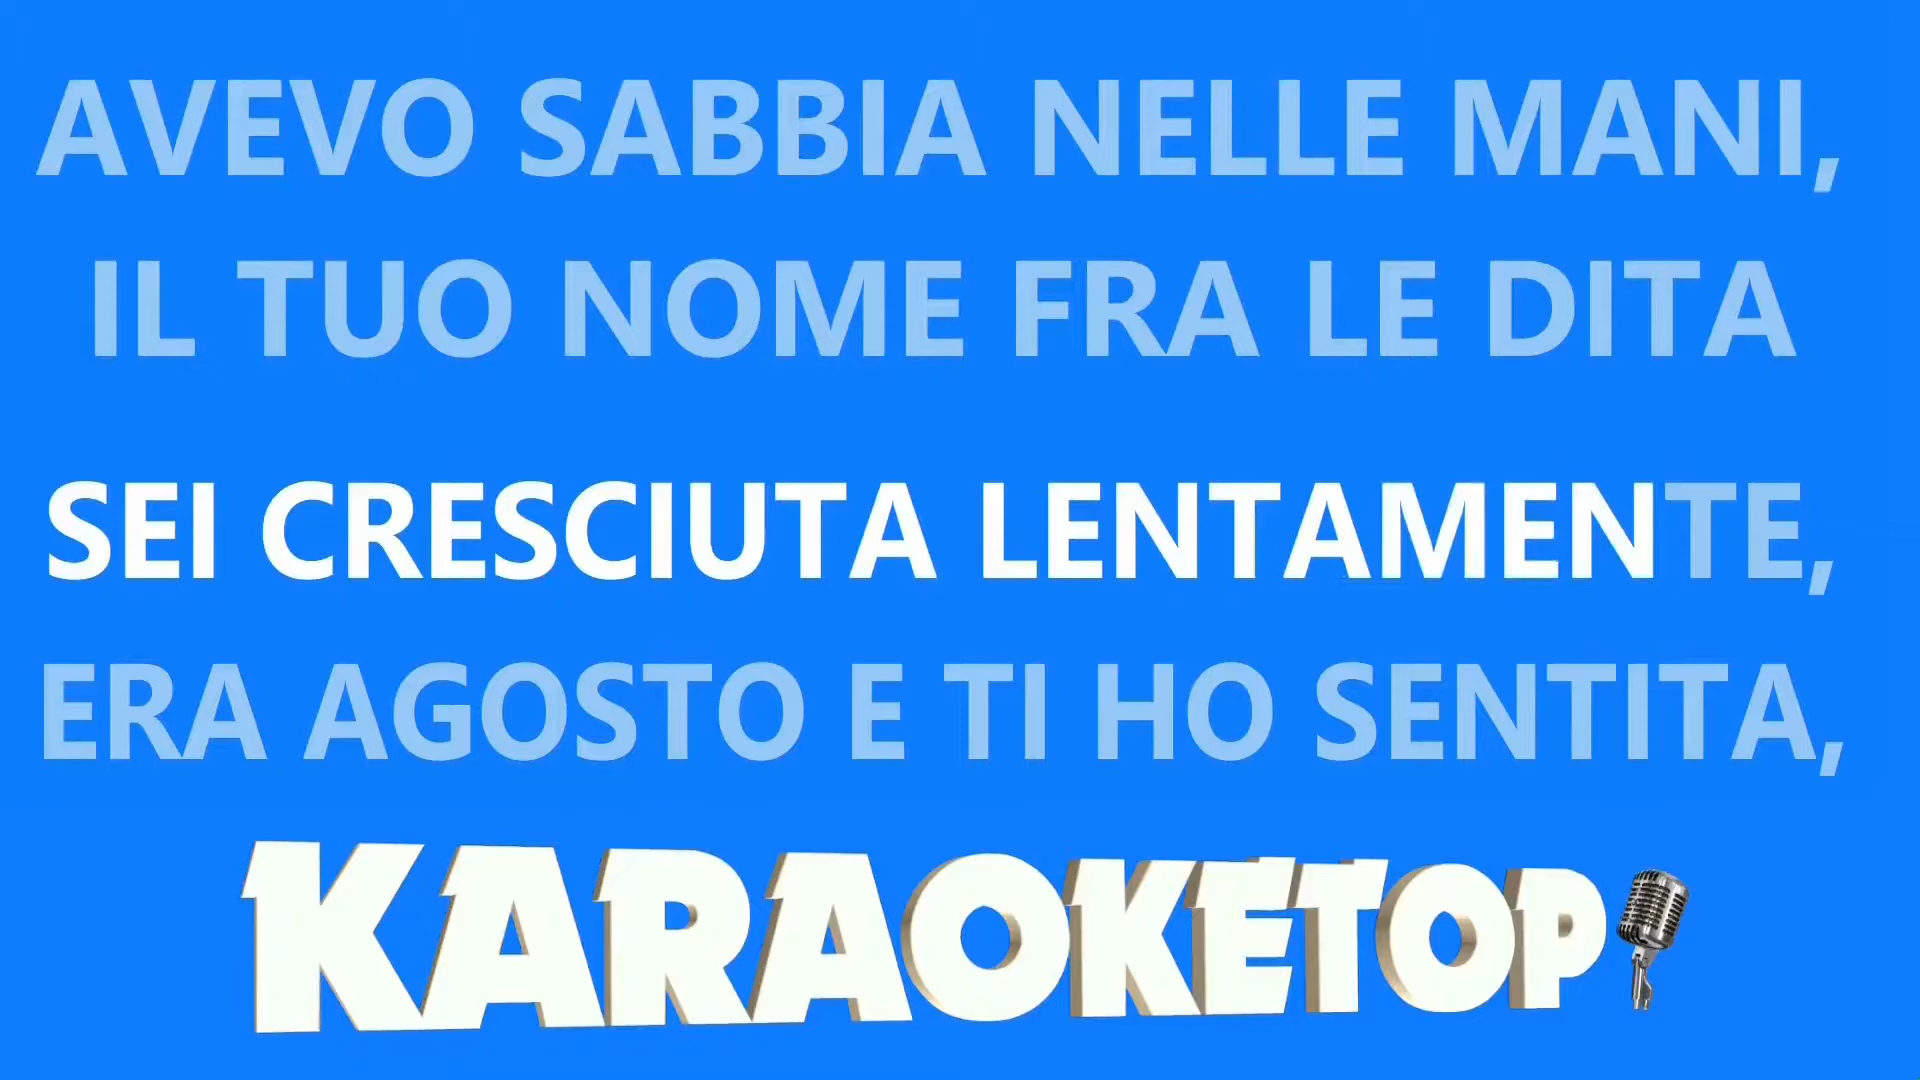 AVEVO SABBIA NELLE MANI,
IL TUO NOME FRA LE DITA
SEI CRESCIUTA LENTAMENTE,
ERA AGOSTO E TI HO SENTITA,
KARAOKETOP